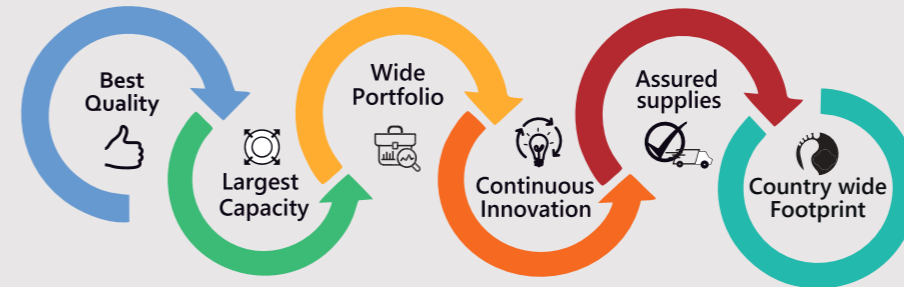 Best
Quality
Largest
Capacity
Wide
Portfolio
Continuous
Innovation
Assured
supplies
Country wide
Footprint